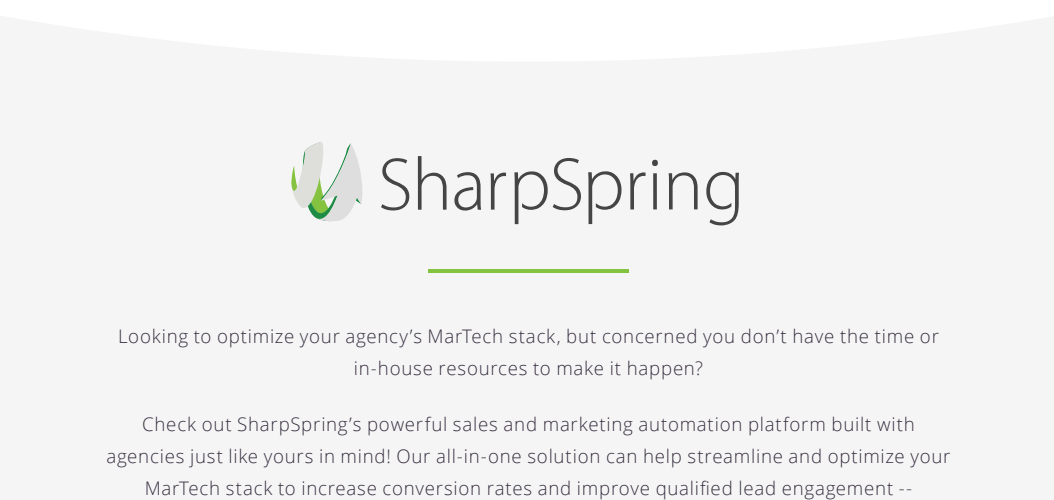 SharpSpring
Looking to optimize your agency’s MarTech stack, but concerned you don’t have the time or
in-house resources to make it happen?
Check out SharpSpring’s powerful sales and marketing automation platform built with
agencies just like yours in mind! Our all-in-one solution can help streamline and optimize your
MarTech stack to increase conversion rates and improve qualified lead engagement --